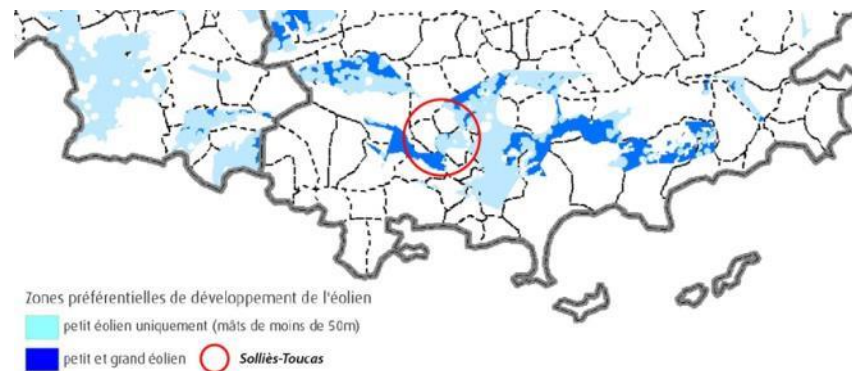 Zones préférentielles de développement de l'éolien
petit éolien uniquement (mâts de moins de 50m)
petit et grand éolien Solliès-Toucas